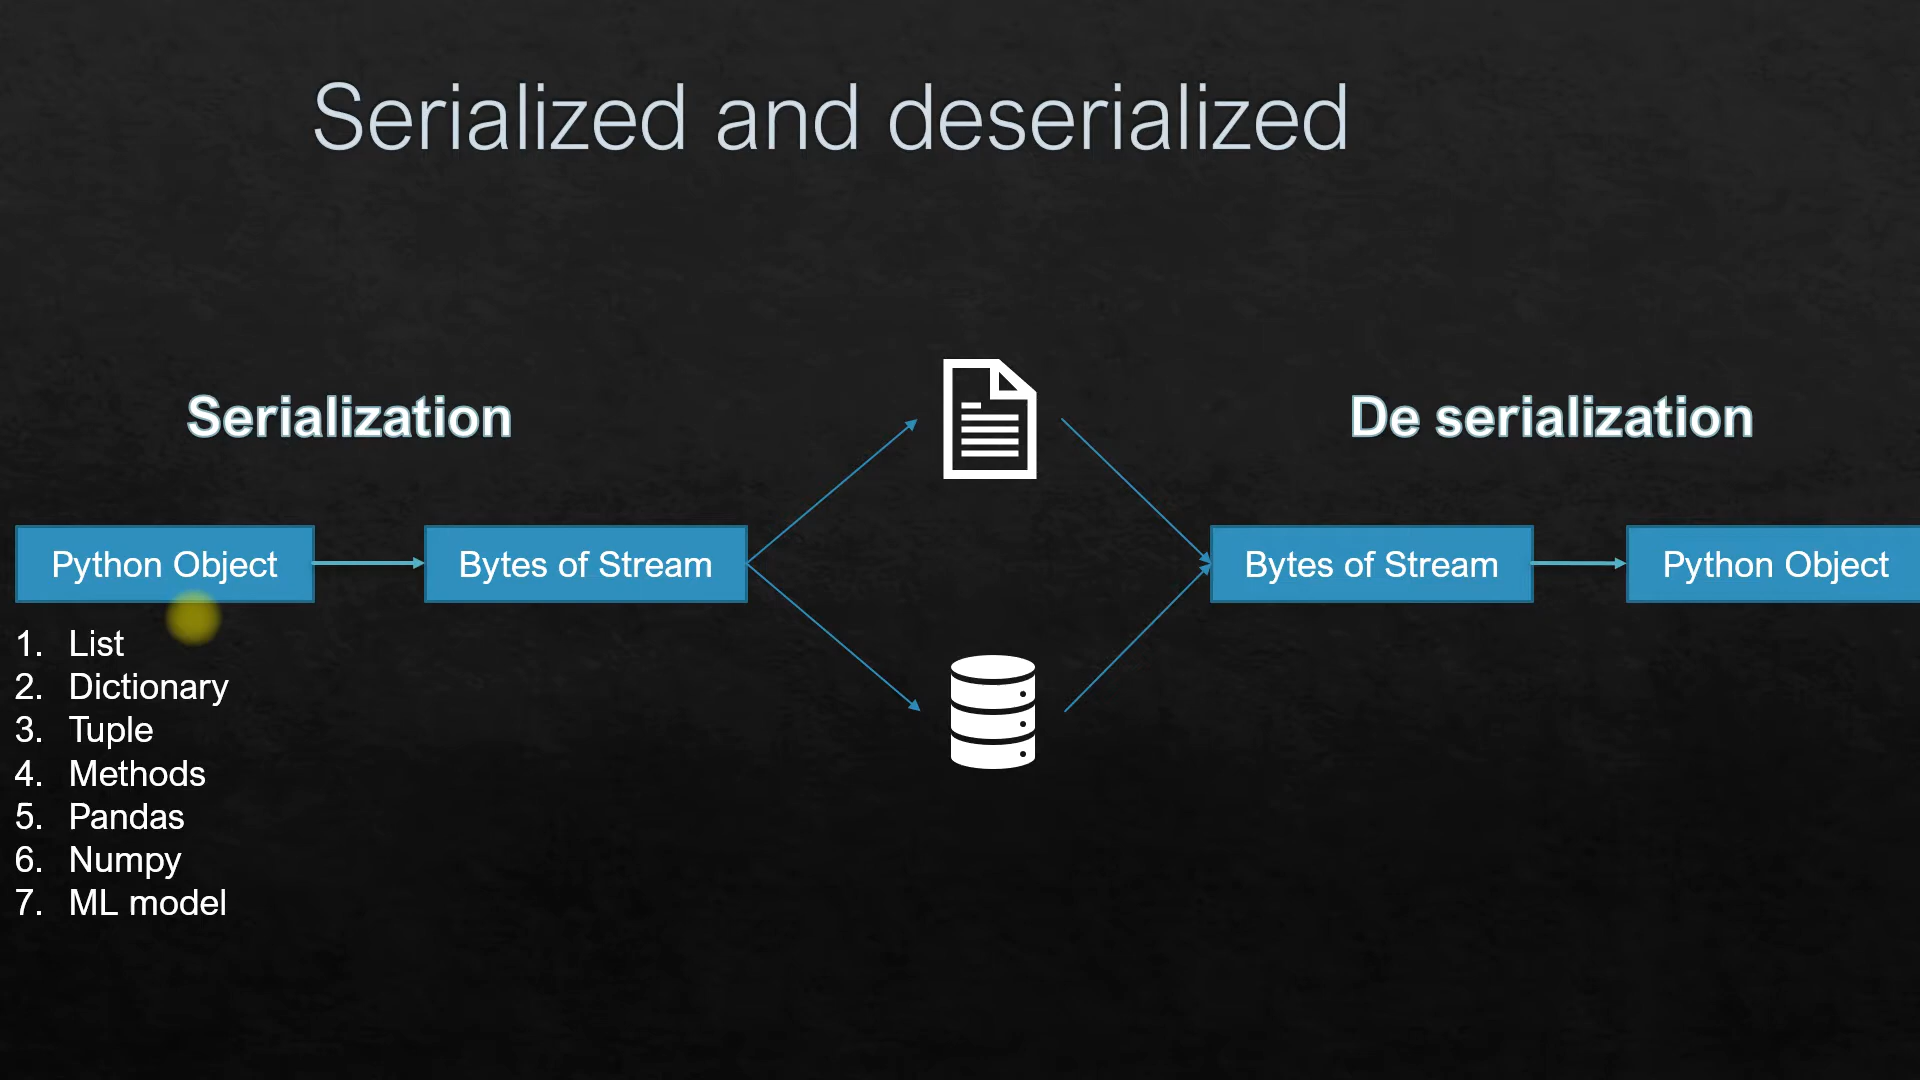 Serialized and deserialized
Serialization
De serialization
Python Object
Bytes of Stream
Bytes of Stream
Python Object
1. List
2. Dictionary
3. Tuple
4. Methods
5. Pandas
6. Numpy
7. ML model